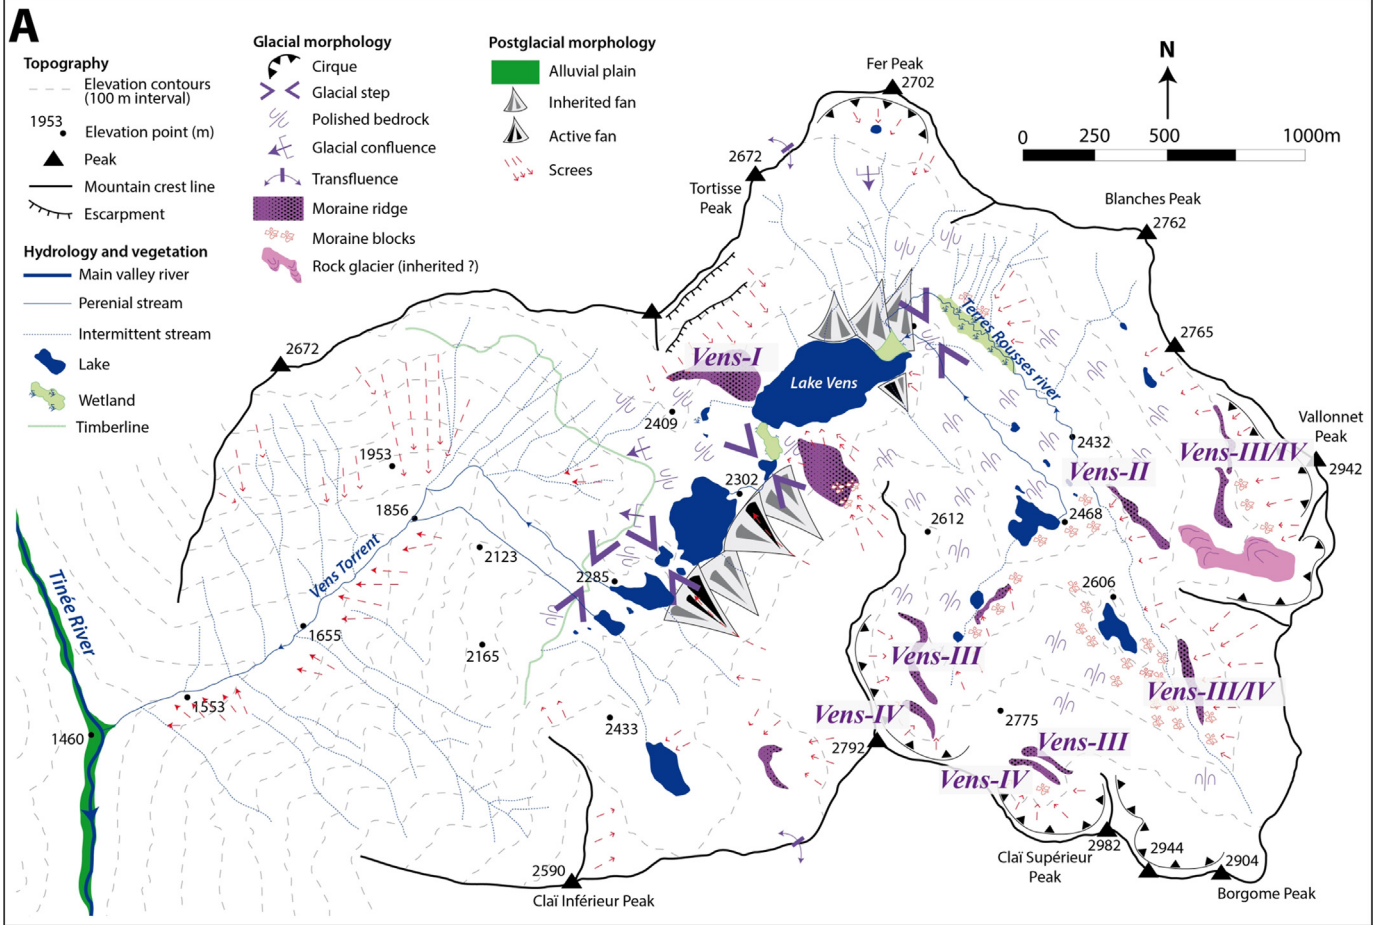 A
Topography
Elevation contours
(100 m interval)
1953
Elevation point (m)
Peak
Mountain crest line
Escarpment
Hydrology and vegetation
Main valley river
Perenial stream
Intermittent stream
Lake
Wetland
Timberline
Glacial morphology
Cirque
Glacial step
Polished bedrock
Glacial confluence
Transfluence
Moraine ridge
Moraine blocks
Rock glacier (inherited ?)
Postglacial morphology
Alluvial plain
Inherited fan
Active fan
Screes
N
0 250 500 1000m
Fer Peak
2702
2672
Tortisse
Peak
Blanches Peak
2762
2765
Vallonnet
Peak
2942
2672
Vens-I
Lake Vens
Terres Rousses river
2409
2432
Vens-II
Vens-III/IV
1953
2302
1856
2468
2612
2123
2285
2606
Vens Torrent
Tinée River
1655
2165
Vens-III
Vens-III/IV
1553
Vens-IV
2433
2775
1460
2792
Vens-III
Vens-IV
2590
Claï Inférieur Peak
Claï Supérieur
Peak
2982
2944
2904
Borgome Peak